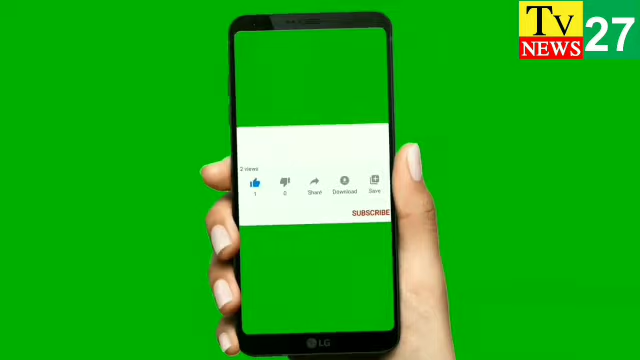 Tv
NEWS
27
2 views
1
0
Share
Download
Save
SUBSCRIBE
LG